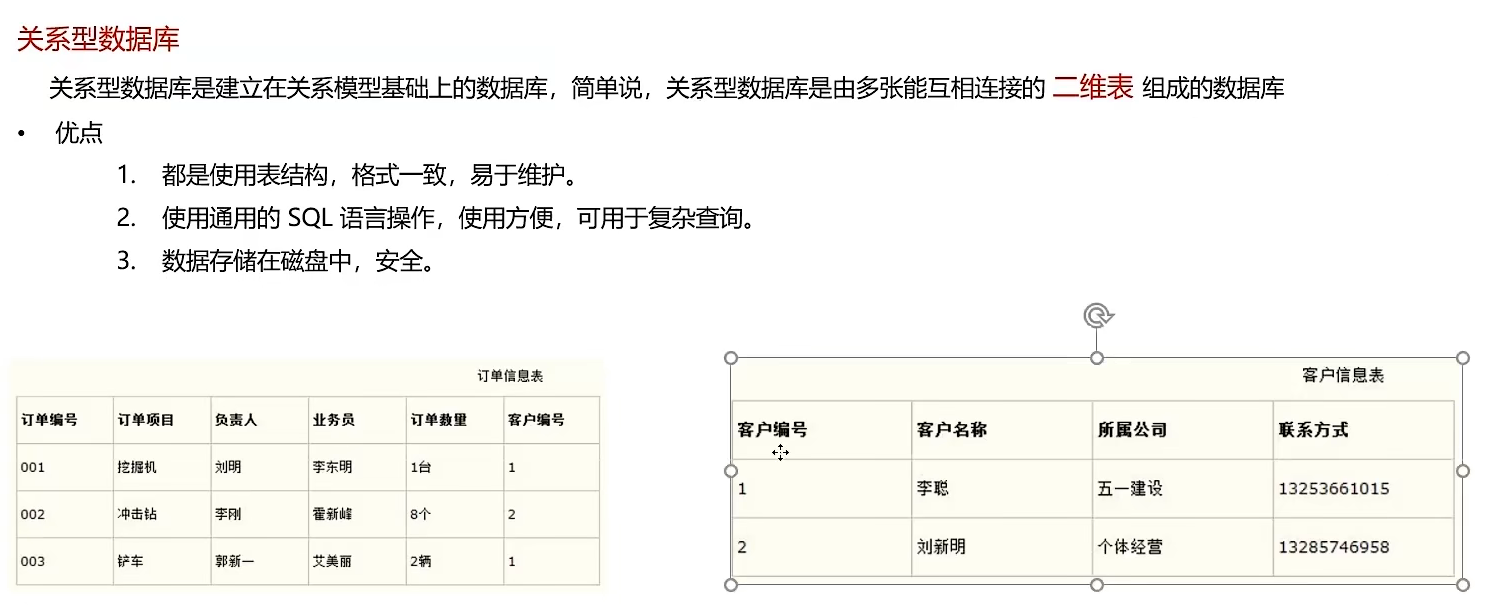 关系型数据库
关系型数据库是建立在关系模型基础上的数据库，简单说，关系型数据库是由多张能互相连接的 二维表 组成的数据库
• 优点
1. 都是使用表结构，格式一致，易于维护。
2. 使用通用的 SQL 语言操作，使用方便，可用于复杂查询。
3. 数据存储在磁盘中，安全。
订单信息表
订单编号 订单项目 负责人 业务员 订单数量 客户编号
001 挖掘机 刘明 李东明 1台 1
002 冲击钻 李刚 霍新峰 8个 2
003 铲车 郭新一 艾美丽 2辆 1
客户信息表
客户编号 客户名称 所属公司 联系方式
1 李聪 五一建设 13253661015
2 刘新明 个体经营 13285746958